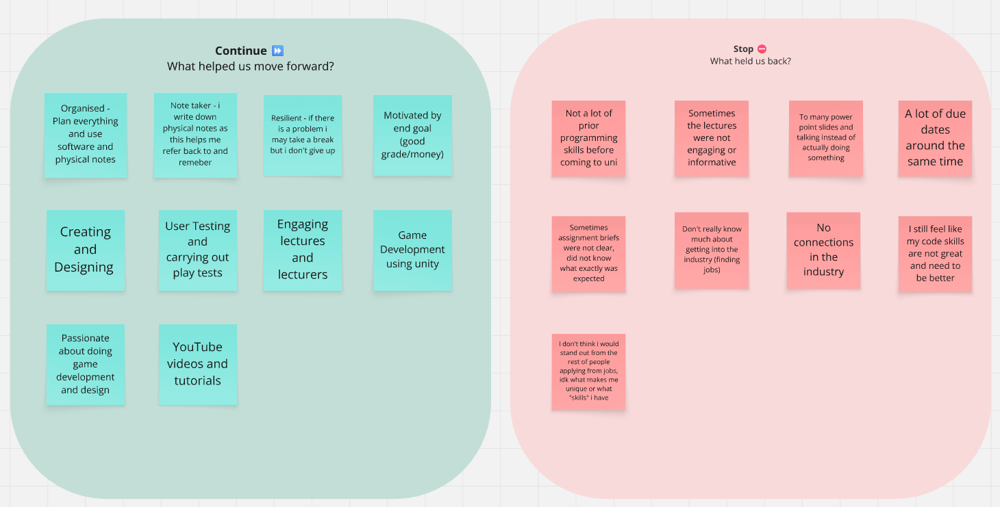 Continue ⏩
What helped us move forward?
Organised -
Plan everything
and use
software and
physical notes
Note taker - i
write down
physical notes as
this helps me
refer back to and
remeber
Resilient - if there
is a problem i
may take a break
but i don't give up
Motivated by
end goal
(good
grade/money)
Creating
and
Designing
User Testing
and
carrying out
play tests
Engaging
lectures
and
lecturers
Game
Development
using unity
Passionate
about doing
game
development
and design
YouTube
videos and
tutorials
Stop ⛔
What held us back?
Not a lot of
prior
programming
skills before
coming to uni
Sometimes
the lectures
were not
engaging or
informative
To many power
point slides and
talking instead of
actually doing
something
A lot of due
dates
around the
same time
Sometimes
assignment briefs
were not clear,
did not know
what exactly was
expected
Don't really know
much about
getting into the
industry (finding
jobs)
No
connections
in the
industry
I still feel like
my code skills
are not great
and need to
be better
I don't think i would
stand out from the
rest of people
applying from jobs,
idk what makes me
unique or what
"skills" i have